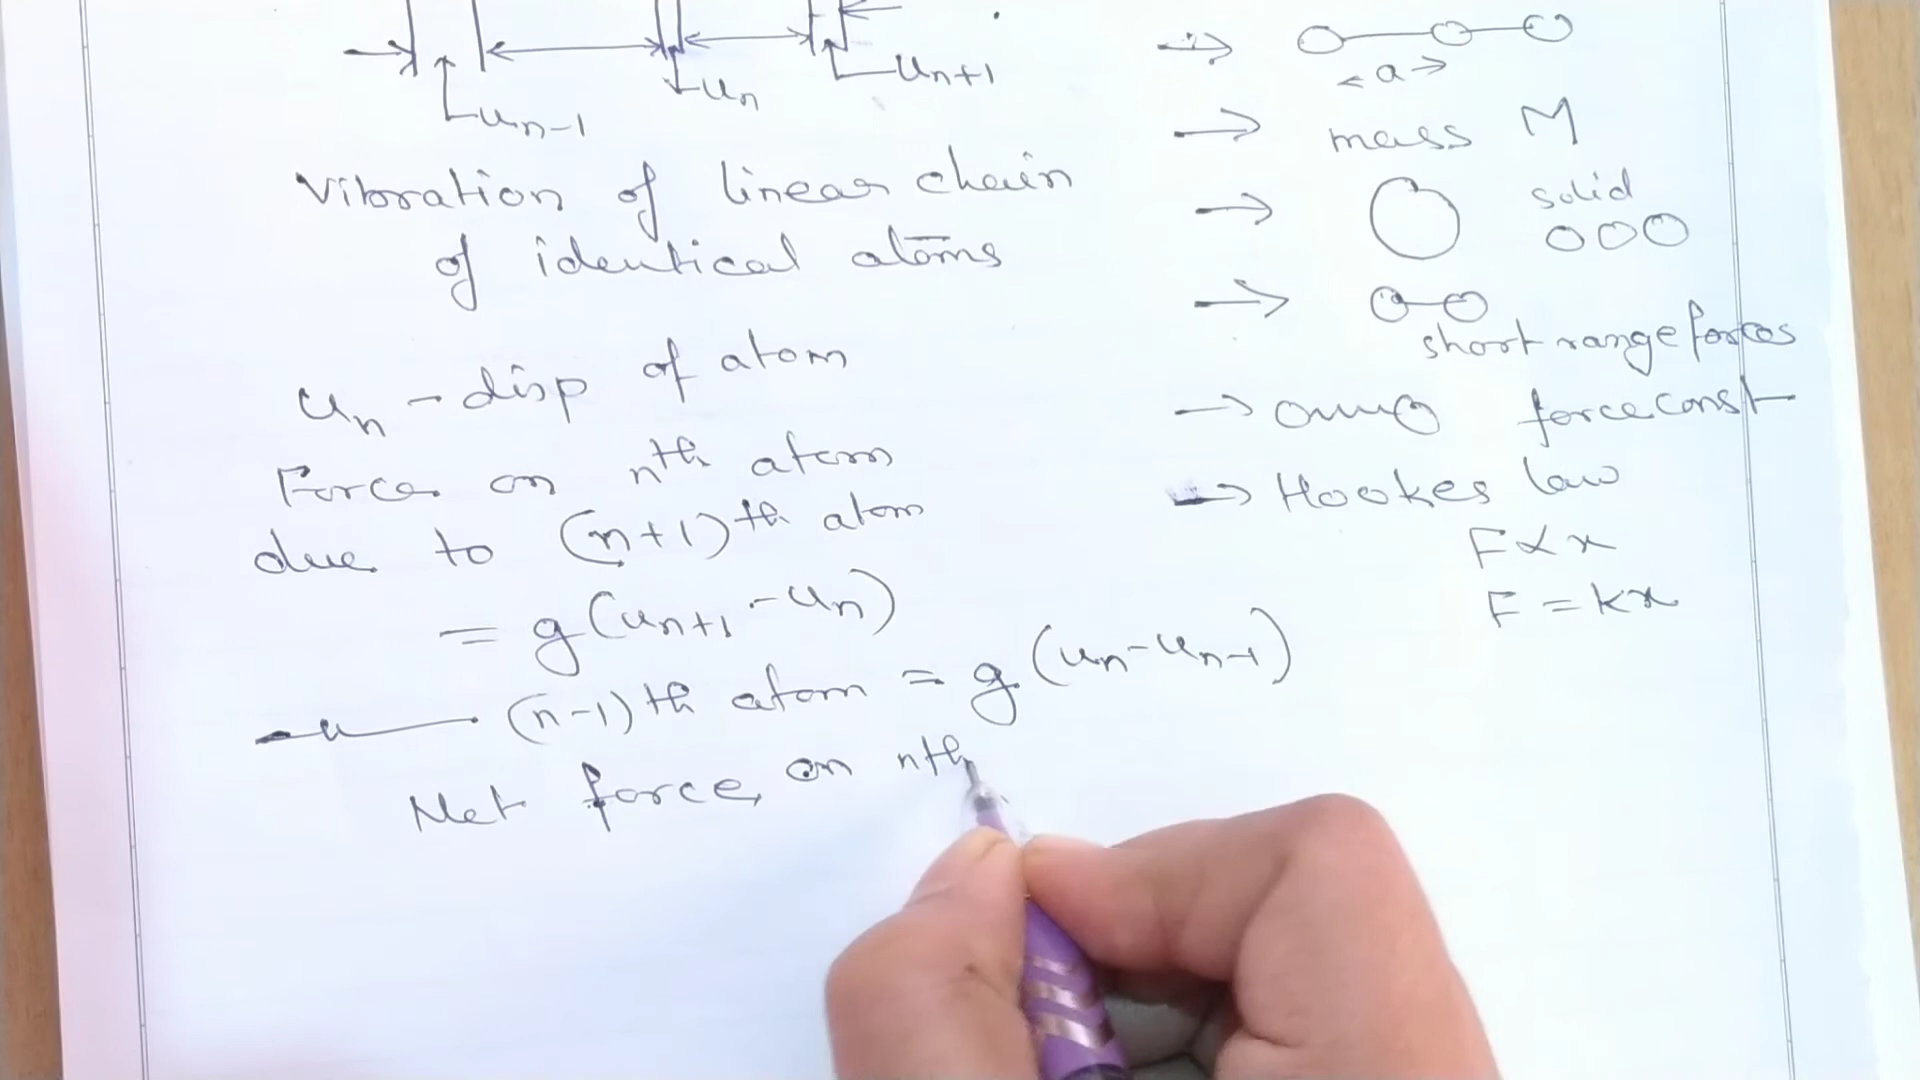 u_{n-1}
u_n
u_{n+1}
Vibration of linear chain
of identical atoms
u_n - disp of atom
Force on n^{th} atom
due to (n+1)^{th} atom
= g(u_{n+1} - u_n)
—〃— (n-1)th atom = g(u_n - u_{n-1})
Net force on nth
→ <a>
→ mass M
→ solid
→ short range forces
→ force const
→ Hookes law
F ∝ x
F = kx